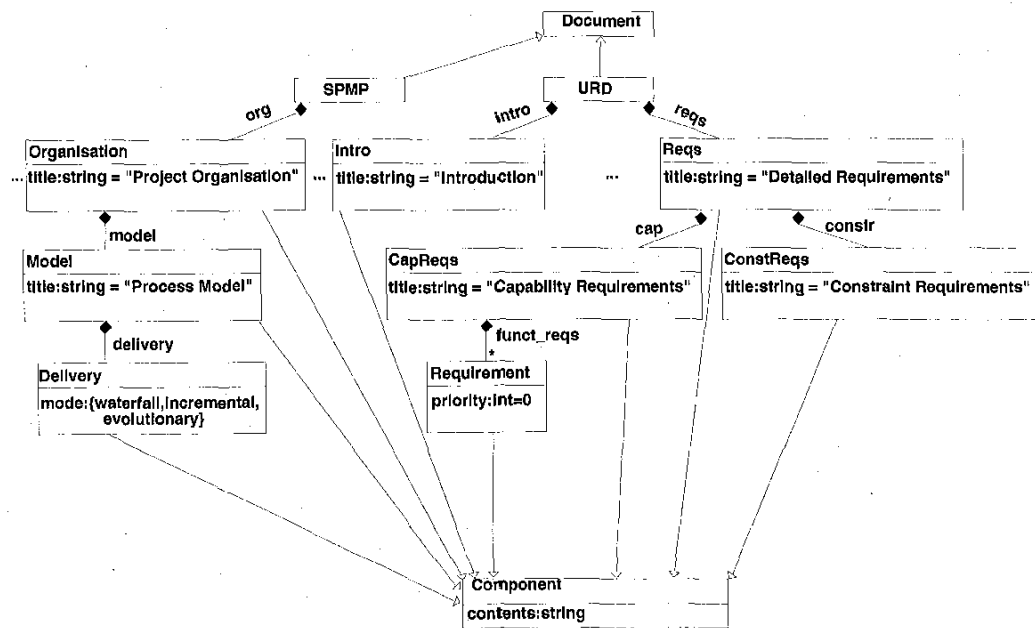 Document
SPMP
URD
org
intro
reqs
Organisation
title:string = "Project Organisation"
...
Intro
title:string = "Introduction"
...
...
Reqs
title:string = "Detailed Requirements"
model
cap
constr
Model
title:string = "Process Model"
CapReqs
title:string = "Capability Requirements"
ConstReqs
title:string = "Constraint Requirements"
delivery
funct_reqs
*
Delivery
mode:{waterfall,incremental,
evolutionary}
Requirement
priority:int=0
Component
contents:string